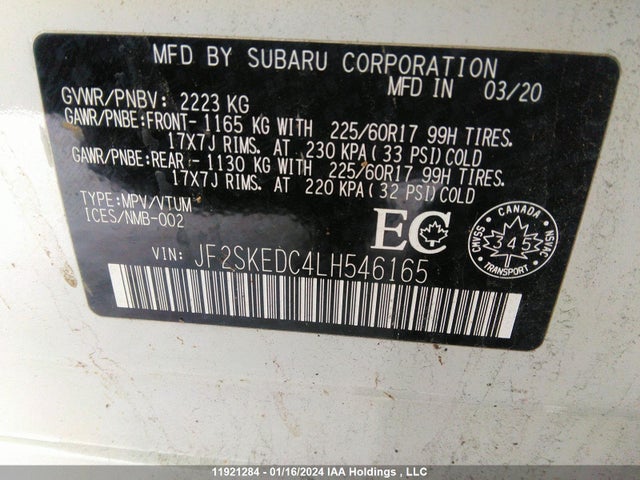 MFD BY SUBARU CORPORATION
MFD IN 03/20
GVWR/PNBV: 2223 KG
GAWR/PNBE:FRONT- 1165 KG WITH 225/60R17 99H TIRES.
17X7J RIMS. AT 230 KPA(33 PSI)COLD
GAWR/PNBE:REAR - 1130 KG WITH 225/60R17 99H TIRES.
17X7J RIMS. AT 220 KPA(32 PSI)COLD
TYPE:MPV/VTUM
ICES/NMB-002
EC
CANADA
CMVSS 345 NSVAC
TRANSPORT
VIN: JF2SKEDC4LH546165
11921284 - 01/16/2024 IAA Holdings , LLC